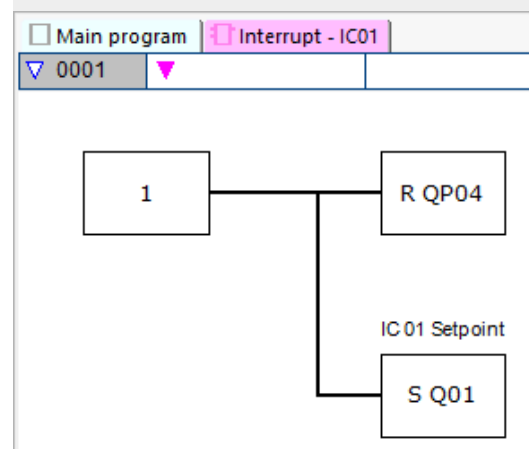 Main program
Interrupt - IC01
0001
1
R QP04
IC 01 Setpoint
S Q01